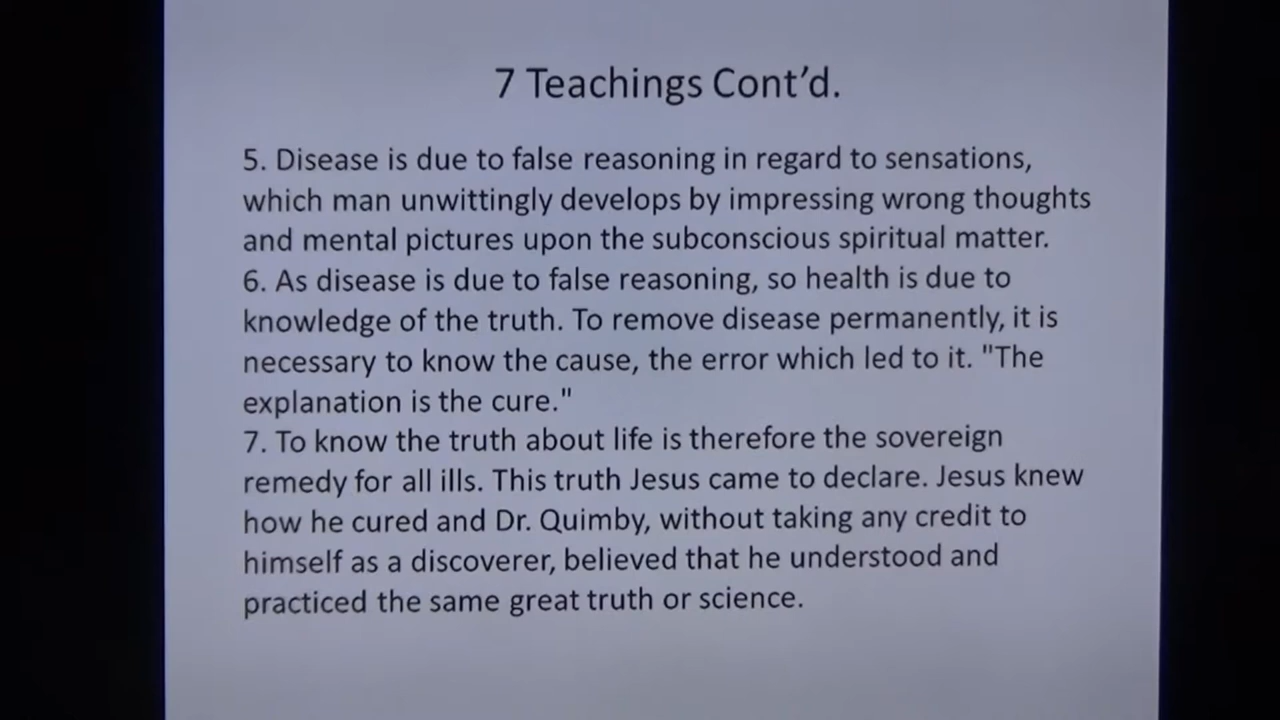 7 Teachings Cont’d.
5. Disease is due to false reasoning in regard to sensations,
which man unwittingly develops by impressing wrong thoughts
and mental pictures upon the subconscious spiritual matter.
6. As disease is due to false reasoning, so health is due to
knowledge of the truth. To remove disease permanently, it is
necessary to know the cause, the error which led to it. "The
explanation is the cure."
7. To know the truth about life is therefore the sovereign
remedy for all ills. This truth Jesus came to declare. Jesus knew
how he cured and Dr. Quimby, without taking any credit to
himself as a discoverer, believed that he understood and
practiced the same great truth or science.